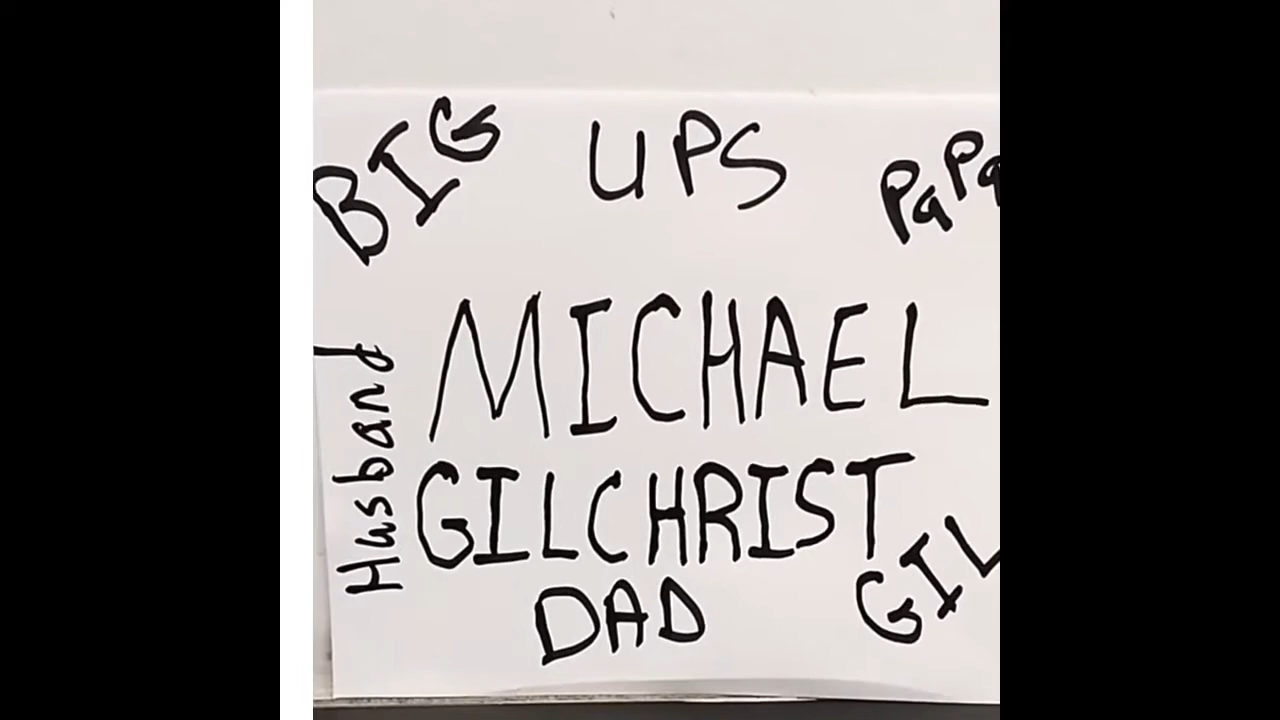 BIG UPS PaPa
MICHAEL
Husband
GILCHRIST
GIL
DAD